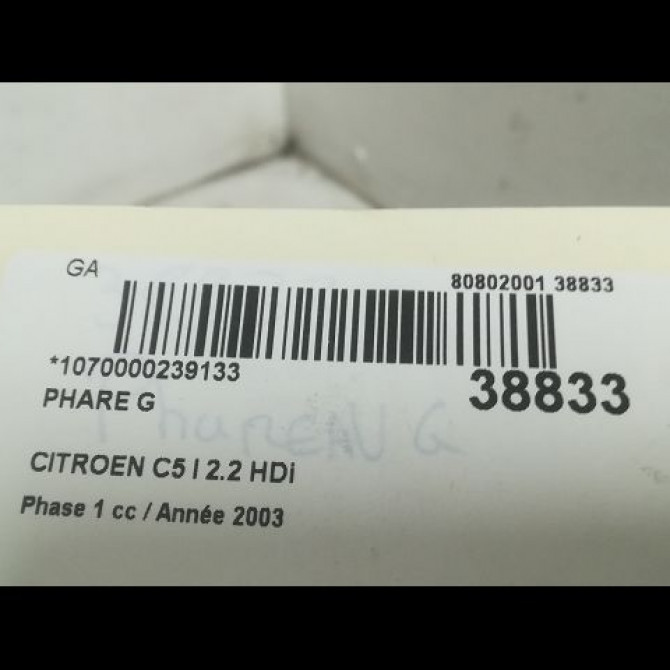 GA
80802001 38833
*1070000239133
38833
PHARE G
CITROEN C5 I 2.2 HDi
Phase 1 cc / Année 2003